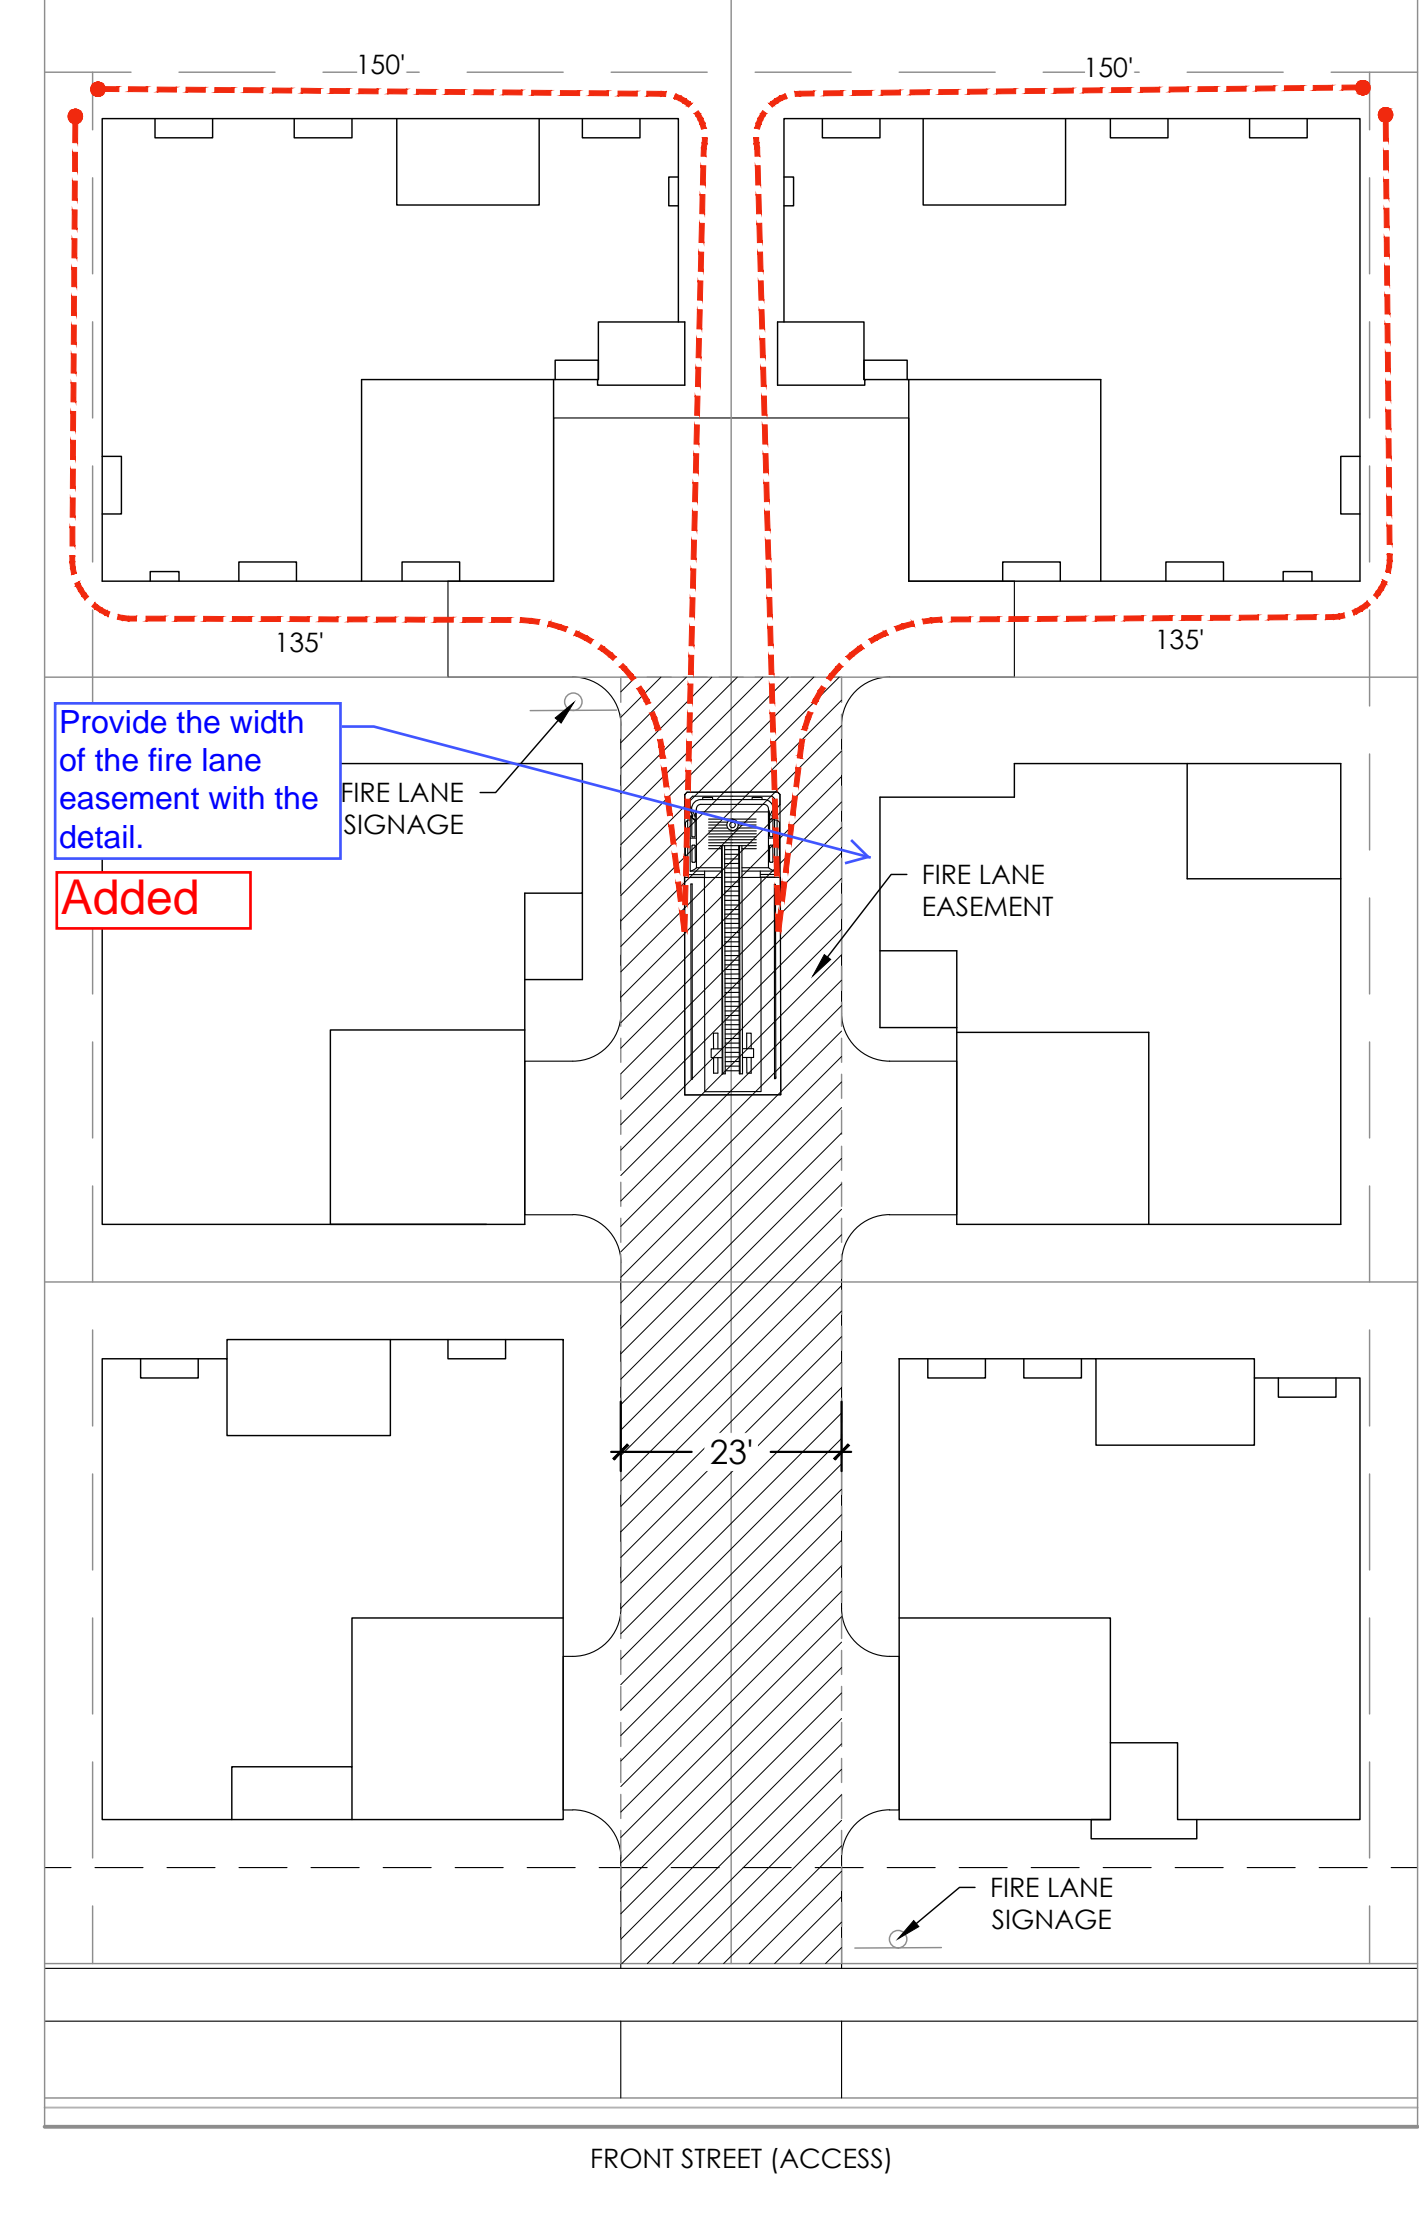 150'
150'
135'
135'
Provide the width
of the fire lane
easement with the
detail.
FIRE LANE
SIGNAGE
Added
FIRE LANE
EASEMENT
23'
FIRE LANE
SIGNAGE
FRONT STREET (ACCESS)